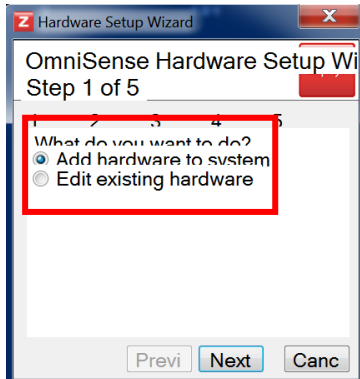 Z Hardware Setup Wizard X
OmniSense Hardware Setup Wi
Step 1 of 5
1 2 3 4 5
What do you want to do?
Add hardware to system
Edit existing hardware
Previ Next Canc